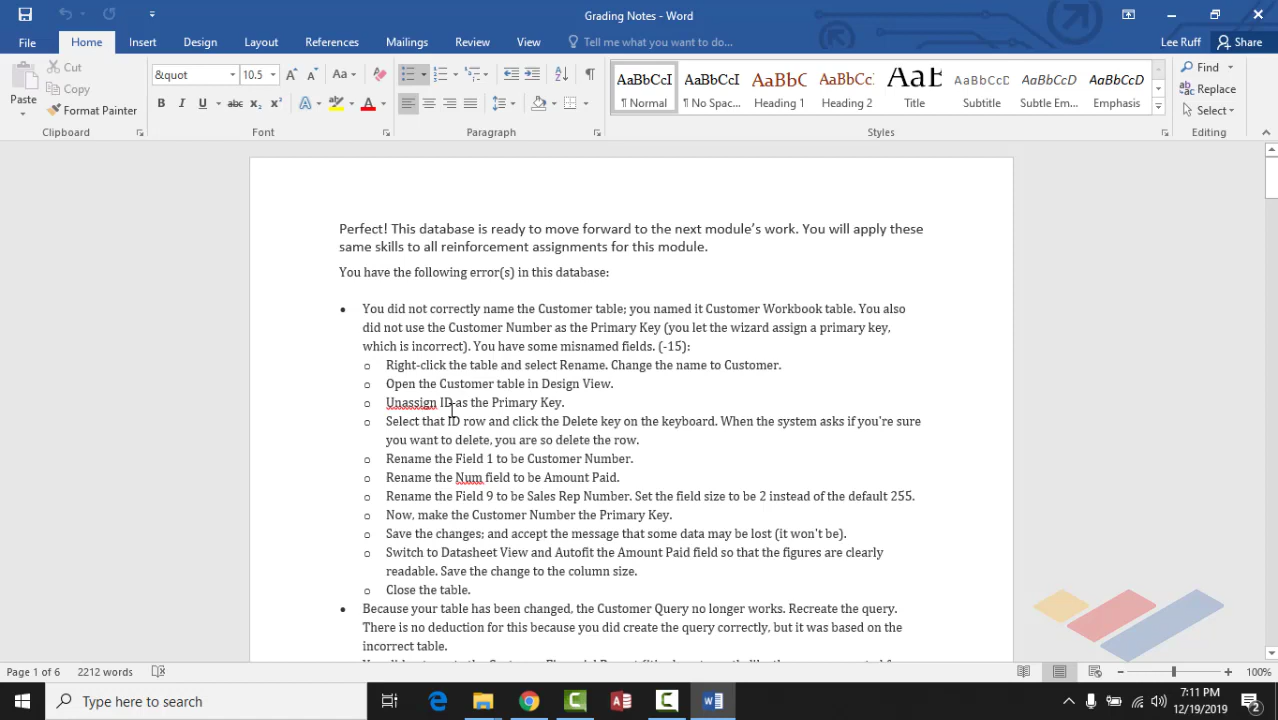 Grading Notes - Word
File Home Insert Design Layout References Mailings Review View Tell me what you want to do... Lee Ruff Share
Paste Cut Copy Format Painter
&quot 10.5 Aa
B I U abc X₂ X² A A
AaBbCcI AaBbCcI AaBbC AaBbCc AaB AaBbCcD AaBbCcD AaBbCcD
¶ Normal ¶ No Spac... Heading 1 Heading 2 Title Subtitle Subtle Em... Emphasis
Find Replace Select
Clipboard Font Paragraph Styles Editing
Perfect! This database is ready to move forward to the next module’s work. You will apply these
same skills to all reinforcement assignments for this module.
You have the following error(s) in this database:
• You did not correctly name the Customer table; you named it Customer Workbook table. You also
did not use the Customer Number as the Primary Key (you let the wizard assign a primary key,
which is incorrect). You have some misnamed fields. (-15):
o Right-click the table and select Rename. Change the name to Customer.
o Open the Customer table in Design View.
o Unassign ID as the Primary Key.
o Select that ID row and click the Delete key on the keyboard. When the system asks if you're sure
you want to delete, you are so delete the row.
o Rename the Field 1 to be Customer Number.
o Rename the Num field to be Amount Paid.
o Rename the Field 9 to be Sales Rep Number. Set the field size to be 2 instead of the default 255.
o Now, make the Customer Number the Primary Key.
o Save the changes; and accept the message that some data may be lost (it won't be).
o Switch to Datasheet View and Autofit the Amount Paid field so that the figures are clearly
readable. Save the change to the column size.
o Close the table.
• Because your table has been changed, the Customer Query no longer works. Recreate the query.
There is no deduction for this because you did create the query correctly, but it was based on the
incorrect table.
Page 1 of 6 2212 words 100%
Type here to search
7:11 PM
12/19/2019
2